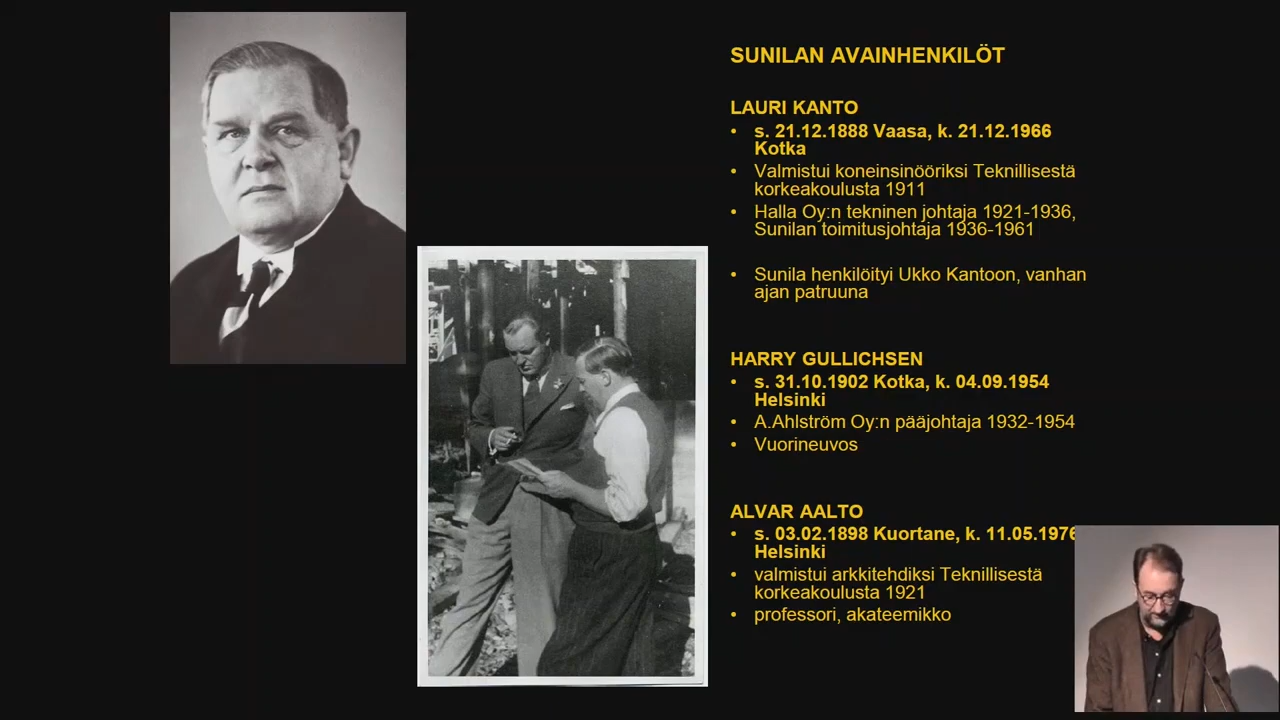 SUNILAN AVAINHENKILÖT
LAURI KANTO
• s. 21.12.1888 Vaasa, k. 21.12.1966
Kotka
• Valmistui koneinsinööriksi Teknillisestä
korkeakoulusta 1911
• Halla Oy:n tekninen johtaja 1921-1936,
Sunilan toimitusjohtaja 1936-1961
• Sunila henkilöityi Ukko Kantoon, vanhan
ajan patruuna
HARRY GULLICHSEN
• s. 31.10.1902 Kotka, k. 04.09.1954
Helsinki
• A.Ahlström Oy:n pääjohtaja 1932-1954
• Vuorineuvos
ALVAR AALTO
• s. 03.02.1898 Kuortane, k. 11.05.1976
Helsinki
• valmistui arkkitehdiksi Teknillisestä
korkeakoulusta 1921
• professori, akateemikko